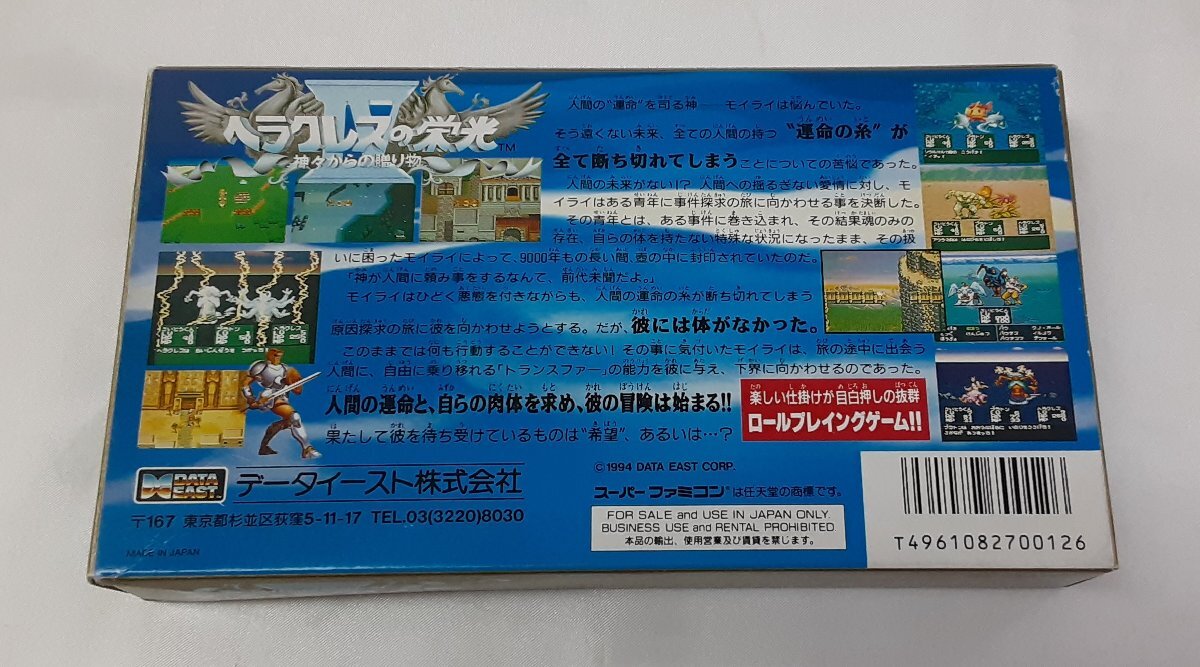 ヘラクレスの栄光
IV
TM
神々からの贈り物
人間の"運命"を司る神──モイライは悩んでいた。
そう遠くない未来、全ての人間の持つ "運命の糸"が
全て断ち切れてしまうことについての苦悩であった。
人間の未来がない!? 人間への揺るぎない愛情に対し、モ
イライはある青年に事件探求の旅に向かわせる事を決断した。
その青年とは、ある事件に巻き込まれ、その結果魂のみの
存在、自らの体を持たない特殊な状況になったまま、その扱
いに困ったモイライによって、9000年もの長い間、壺の中に封印されていたのだ。
「神が人間に頼み事をするなんて、前代未聞だよ。」
モイライはひどく悪態を付きながらも、人間の運命の糸が断ち切れてしまう
原因探求の旅に彼を向かわせようとする。だが、彼には体がなかった。
このままでは何も行動することができない! その事に気付いたモイライは、旅の途中に出会う
人間に、自由に乗り移れる「トランスファー」の能力を彼に与え、下界に向かわせるのであった。
人間の運命と、自らの肉体を求め、彼の冒険は始まる!!
果たして彼を待ち受けているものは"希望"、あるいは…?
楽しい仕掛けが目白押しの抜群
ロールプレイングゲーム!!
DATA EAST
データイースト株式会社
〒167 東京都杉並区荻窪5-11-17 TEL.03(3220)8030
MADE IN JAPAN
©1994 DATA EAST CORP.
スーパーファミコン®は任天堂の商標です。
FOR SALE and USE IN JAPAN ONLY.
BUSINESS USE and RENTAL PROHIBITED.
本品の輸出、使用営業及び賃貸を禁じます。
T4961082700126